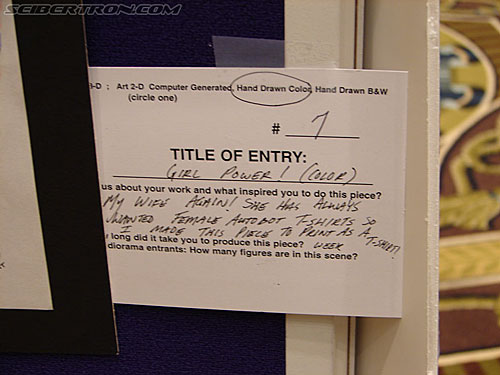 SEIBERTRON.COM
-D : Art 2-D Computer Generated, Hand Drawn Color, Hand Drawn B&W
(circle one)
# 7
TITLE OF ENTRY:
GIRL POWER! (COLOR)
us about your work and what inspired you to do this piece?
MY WIFE AGAIN! SHE HAS ALWAYS
WANTED FEMALE AUTOBOT T-SHIRTS SO
I MADE THIS PIECE TO PRINT AS A T-SHIRT!
long did it take you to produce this piece? WEEK
diorama entrants: How many figures are in this scene?